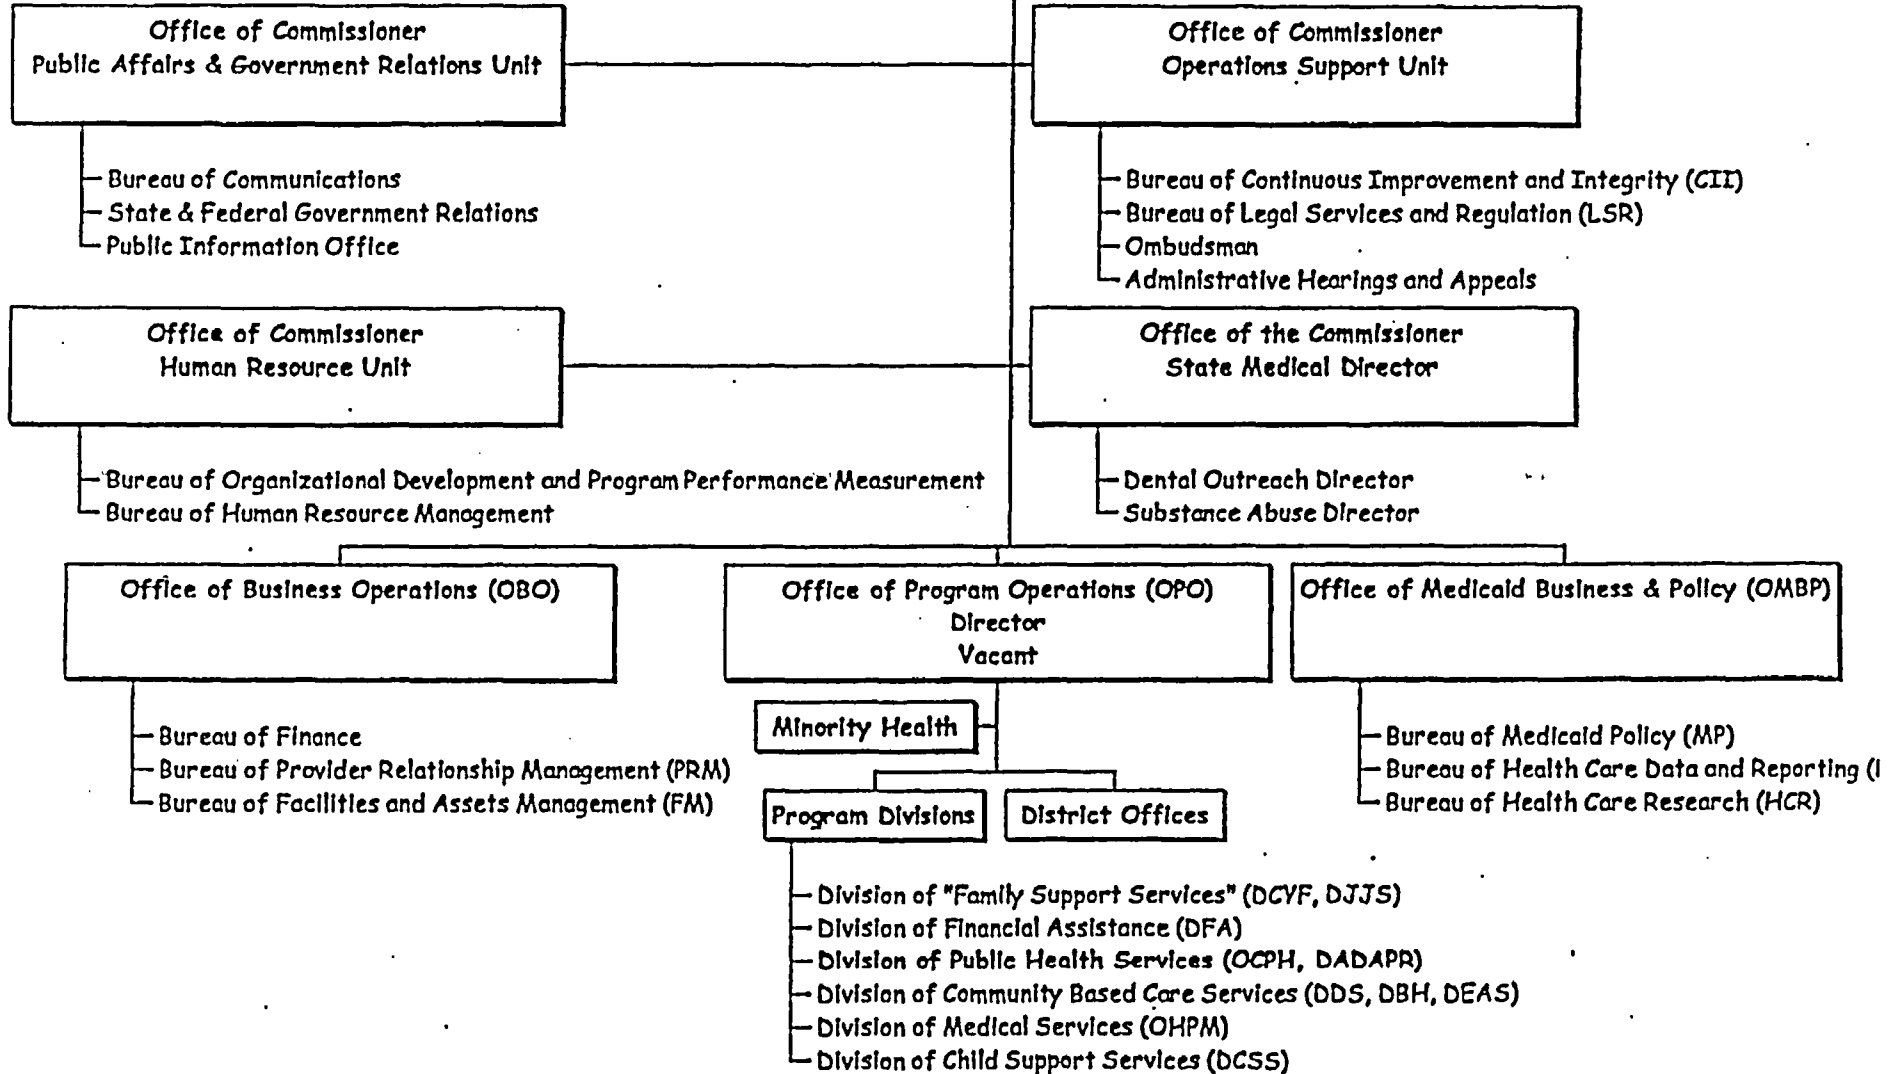 Office of Commissioner
Public Affairs & Government Relations Unit
Office of Commissioner
Operations Support Unit
Bureau of Communications
State & Federal Government Relations
Public Information Office
Bureau of Continuous Improvement and Integrity (CII)
Bureau of Legal Services and Regulation (LSR)
Ombudsman
Administrative Hearings and Appeals
Office of Commissioner
Human Resource Unit
Office of the Commissioner
State Medical Director
Bureau of Organizational Development and Program Performance Measurement
Bureau of Human Resource Management
Dental Outreach Director
Substance Abuse Director
Office of Business Operations (OBO)
Office of Program Operations (OPO)
Director
Vacant
Office of Medicaid Business & Policy (OMBP)
Bureau of Finance
Bureau of Provider Relationship Management (PRM)
Bureau of Facilities and Assets Management (FM)
Minority Health
Program Divisions
District Offices
Bureau of Medicaid Policy (MP)
Bureau of Health Care Data and Reporting (
Bureau of Health Care Research (HCR)
Division of "Family Support Services" (DCYF, DJJS)
Division of Financial Assistance (DFA)
Division of Public Health Services (OCPH, DADAPR)
Division of Community Based Care Services (DDS, DBH, DEAS)
Division of Medical Services (OHPM)
Division of Child Support Services (DCSS)